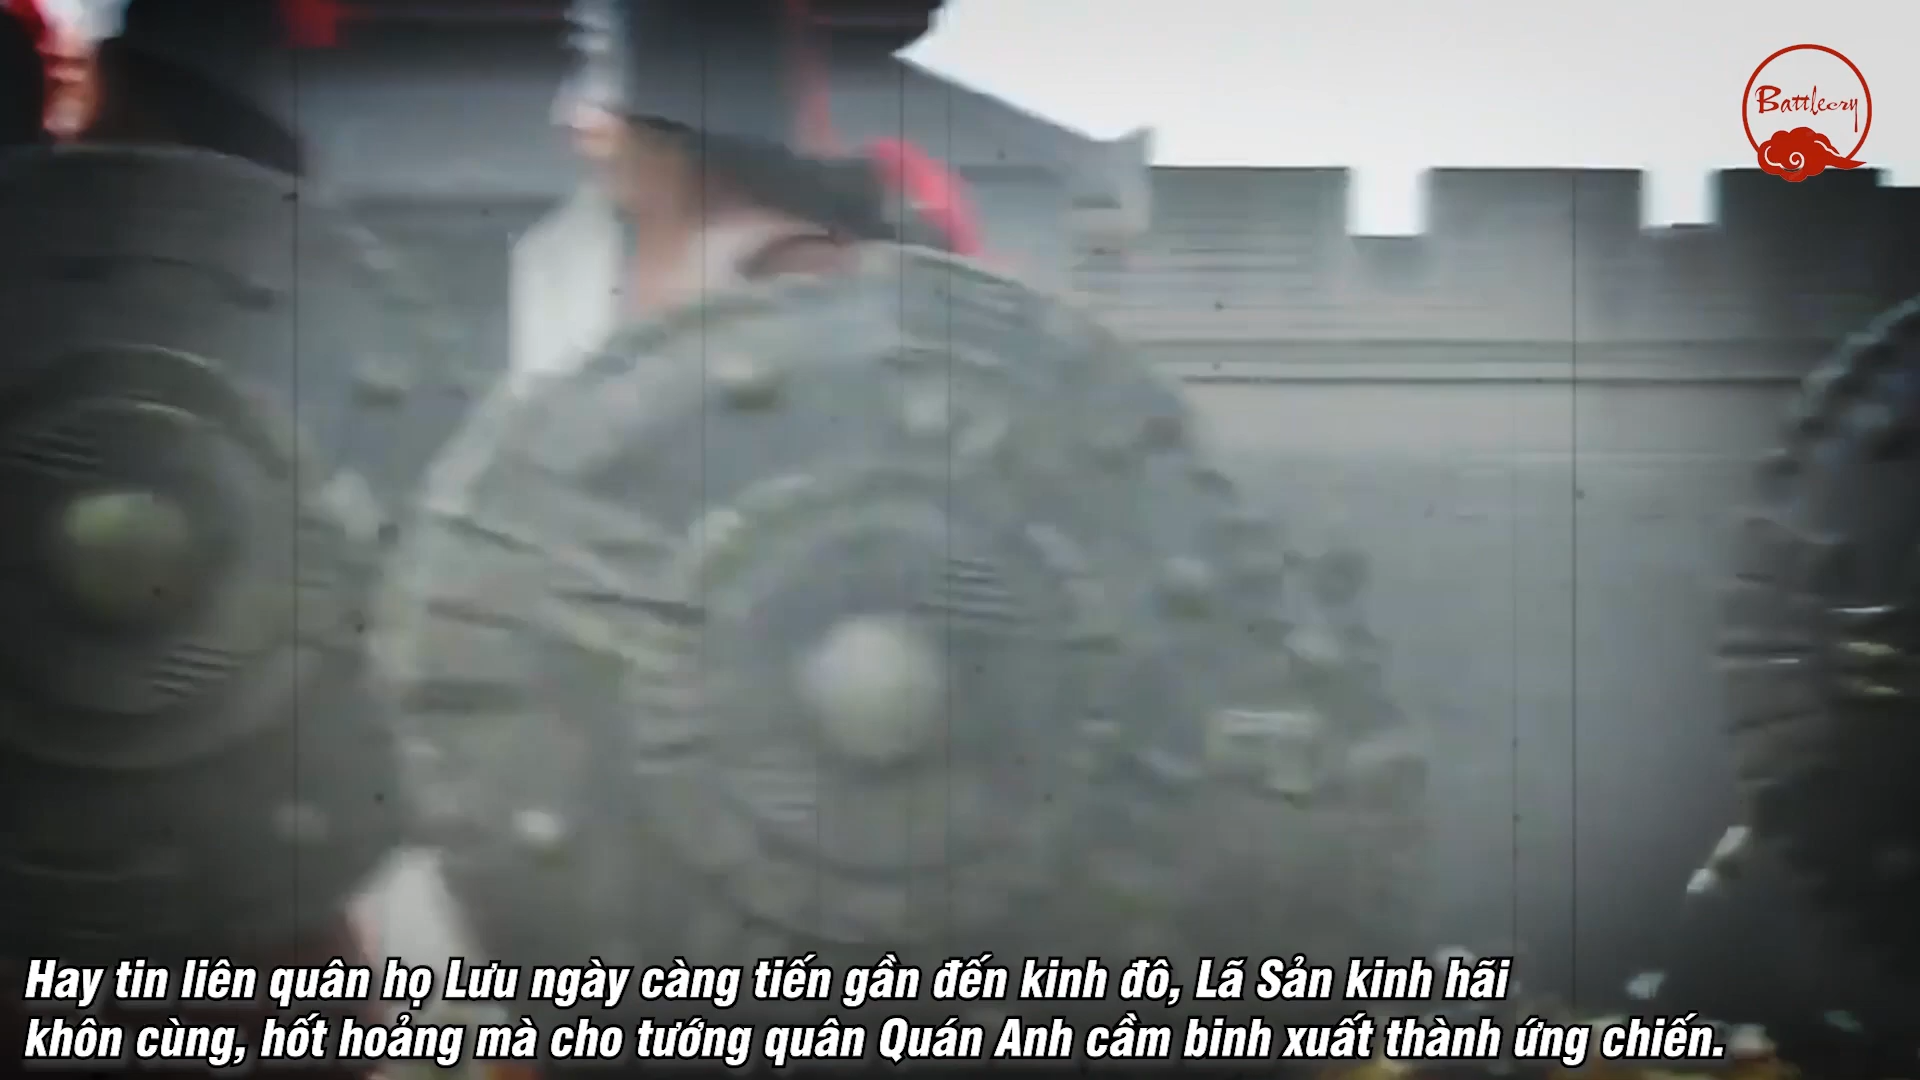 Battlecry
Hay tin liên quân họ Lưu ngày càng tiến gần đến kinh đô, Lã Sản kinh hãi
khôn cùng, hốt hoảng mà cho tướng quân Quán Anh cầm binh xuất thành ứng chiến.